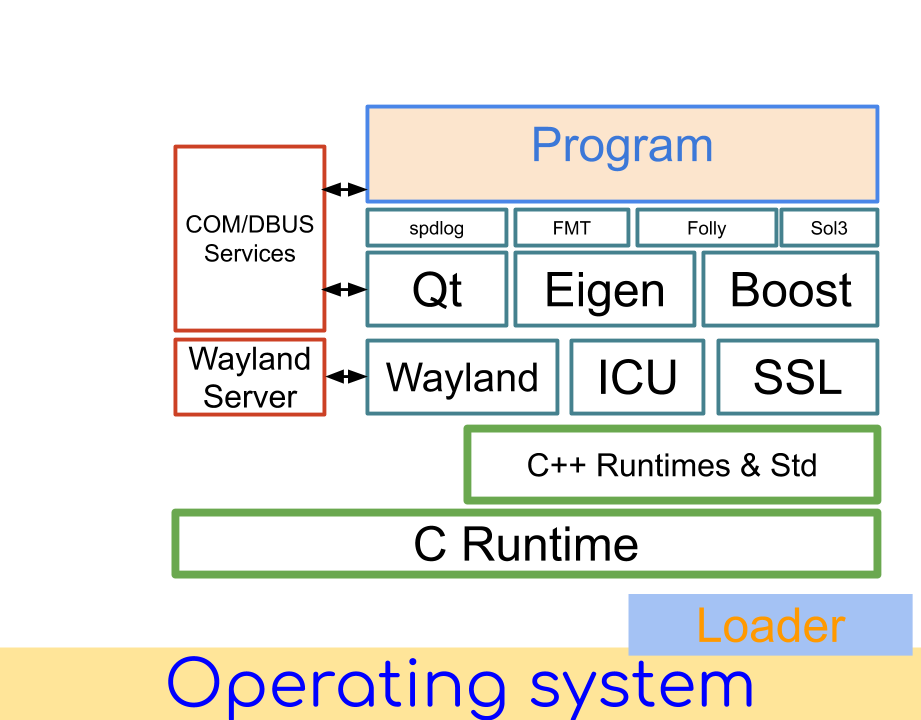 Program
COM/DBUS
Services
spdlog
FMT
Folly
Sol3
Qt
Eigen
Boost
Wayland
Server
Wayland
ICU
SSL
C++ Runtimes & Std
C Runtime
Loader
Operating system